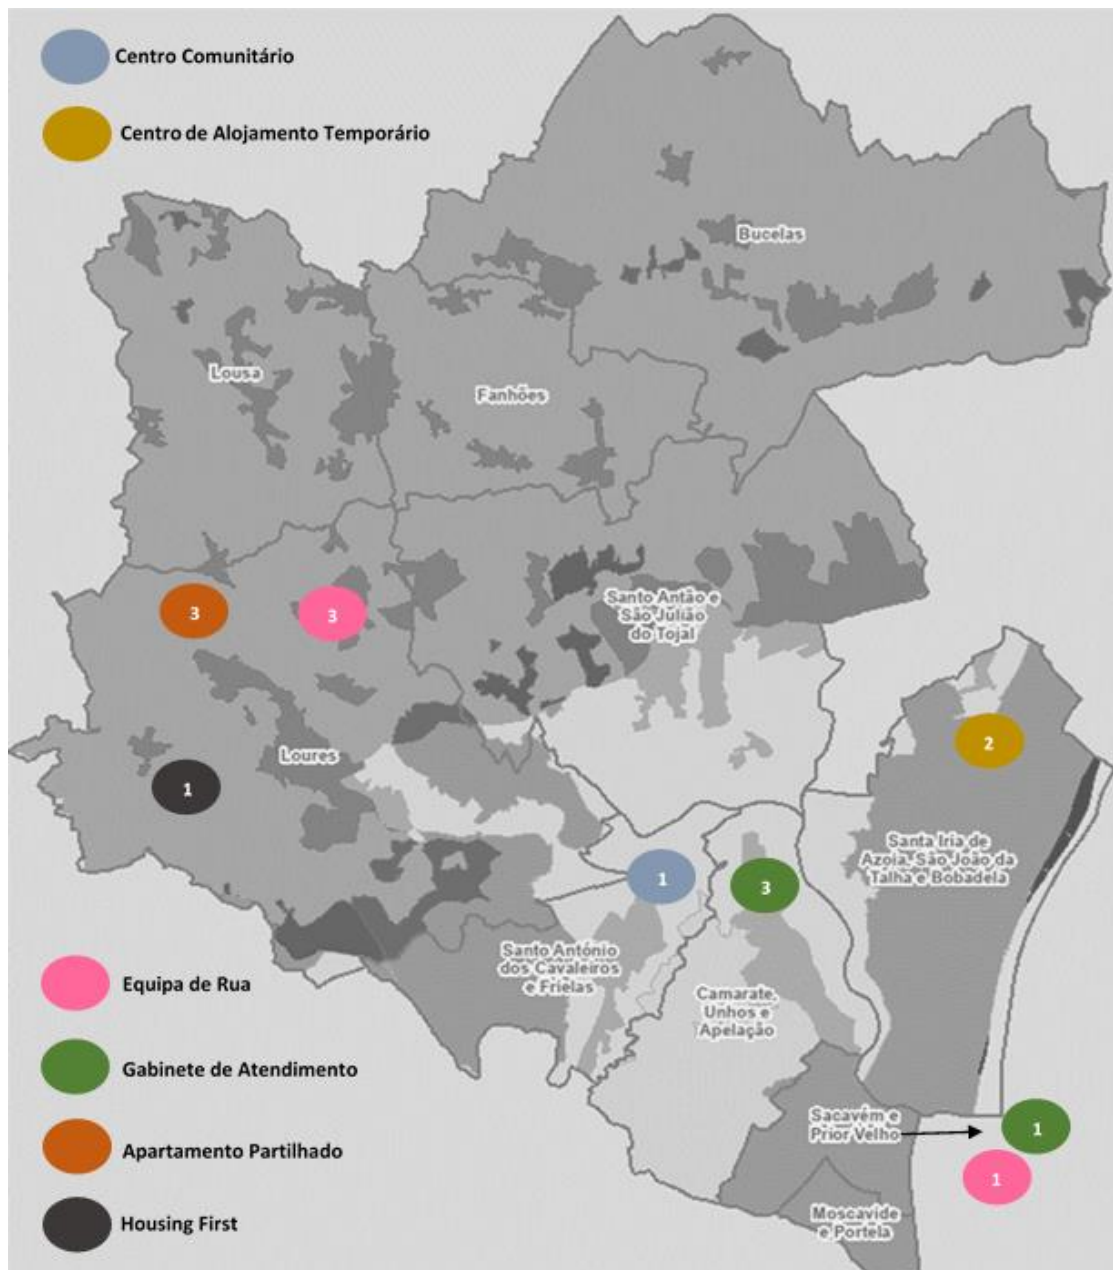 Centro Comunitário
Centro de Alojamento Temporário
Bucelas
Lousa
Fanhões
Santo Antão e
São Julião
do Tojal
3
3
2
Loures
1
Santa Iria de
Azoia, São João da
Talha e Bobadela
1
3
Santo António
dos Cavaleiros
e Frielas
Camarate,
Unhos e
Apelação
Equipa de Rua
Gabinete de Atendimento
Sacavém e
Prior Velho
1
Apartamento Partilhado
1
Housing First
Moscavide
e Portela